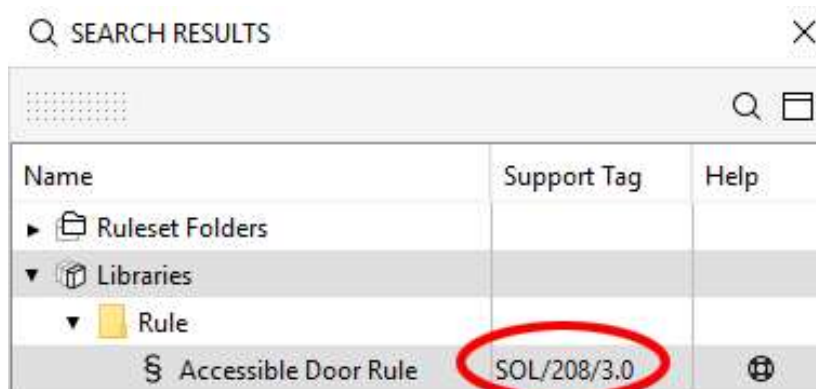 SEARCH RESULTS
Name Support Tag Help
Ruleset Folders
Libraries
Rule
§ Accessible Door Rule SOL/208/3.0